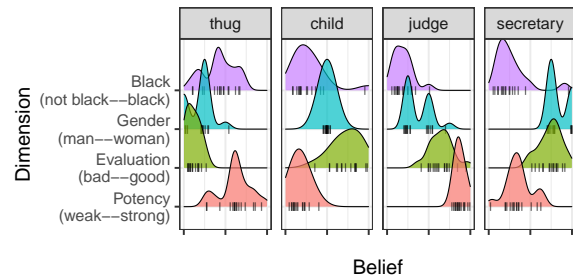 thug child judge secretary
Black
(not black−−black)
Gender
(man−−woman)
Evaluation
(bad−−good)
Potency
(weak−−strong)
Dimension
Belief